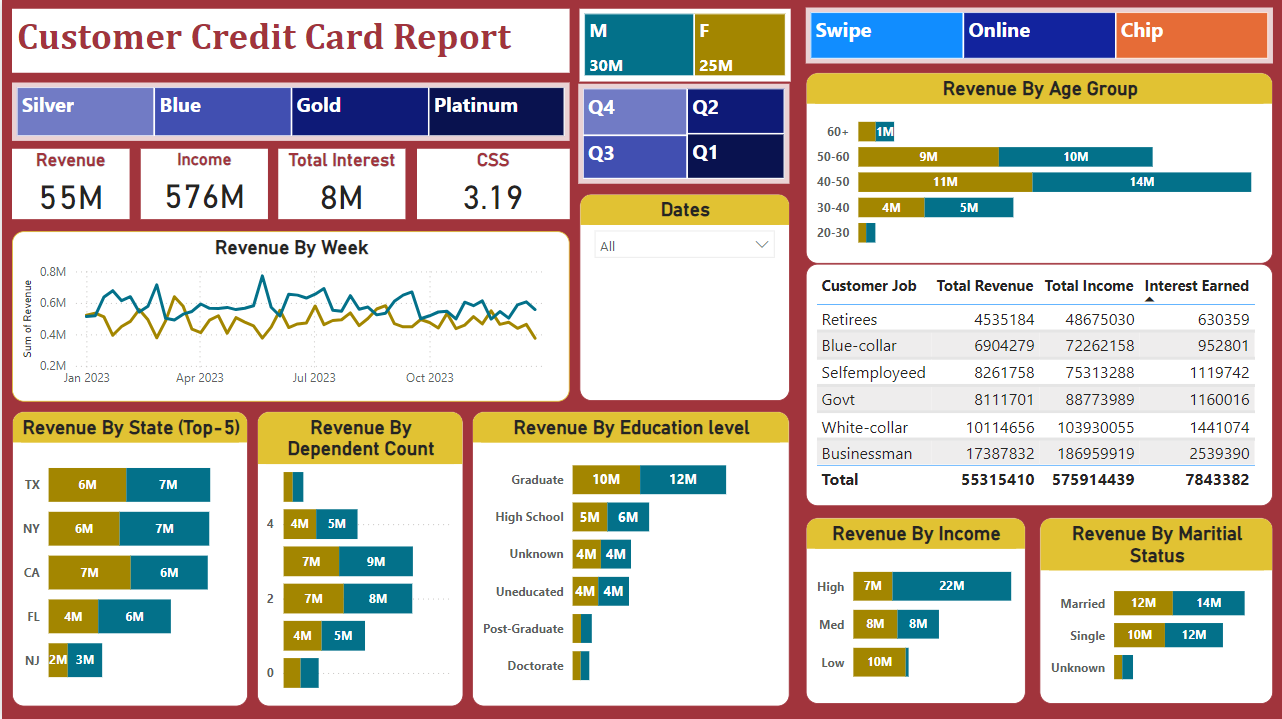 Customer Credit Card Report
M
30M
F
25M
Swipe
Online
Chip
Silver
Blue
Gold
Platinum
Q4
Q2
Q3
Q1
Revenue
55M
Income
576M
Total Interest
8M
CSS
3.19
Dates
All
Revenue By Week
Sum of Revenue
0.8M
0.6M
0.4M
0.2M
Jan 2023 Apr 2023 Jul 2023 Oct 2023
Revenue By Age Group
60+ 1M
50-60 9M 10M
40-50 11M 14M
30-40 4M 5M
20-30
Customer Job Total Revenue Total Income Interest Earned
Retirees 4535184 48675030 630359
Blue-collar 6904279 72262158 952801
Selfemployeed 8261758 75313288 1119742
Govt 8111701 88773989 1160016
White-collar 10114656 103930055 1441074
Businessman 17387832 186959919 2539390
Total 55315410 575914439 7843382
Revenue By State (Top-5)
TX 6M 7M
NY 6M 7M
CA 7M 6M
FL 4M 6M
NJ 2M 3M
Revenue By
Dependent Count
4 4M 5M
7M 9M
2 7M 8M
4M 5M
0
Revenue By Education level
Graduate 10M 12M
High School 5M 6M
Unknown 4M 4M
Uneducated 4M 4M
Post-Graduate
Doctorate
Revenue By Income
High 7M 22M
Med 8M 8M
Low 10M
Revenue By Maritial
Status
Married 12M 14M
Single 10M 12M
Unknown